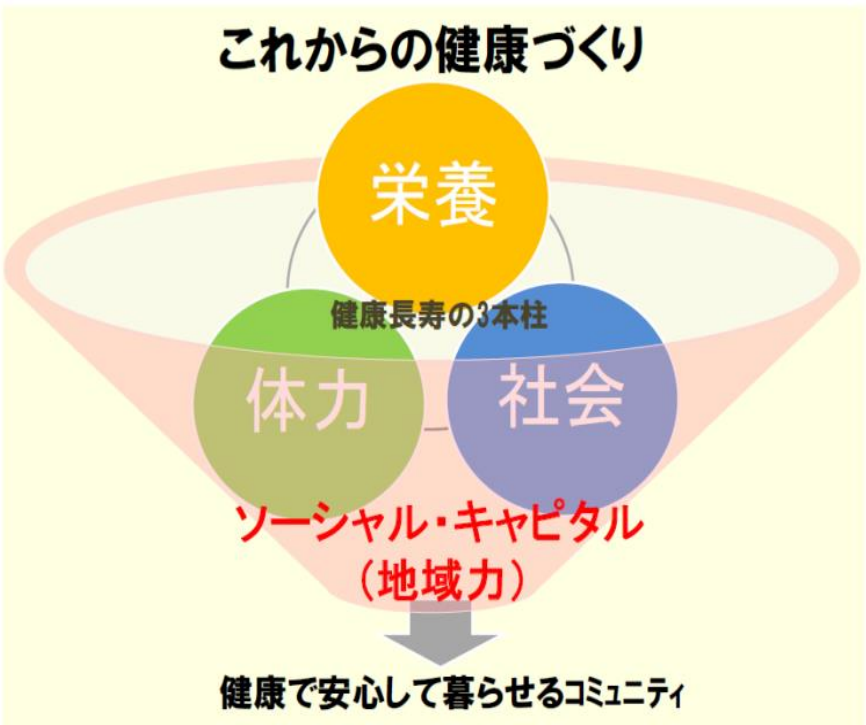 これからの健康づくり
栄養
健康長寿の3本柱
体力
社会
ソーシャル・キャピタル
（地域力）
健康で安心して暮らせるコミュニティ